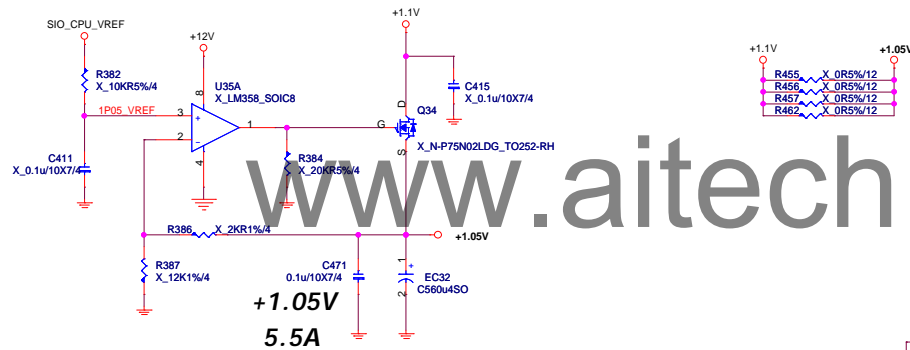 SIO_CPU_VREF
+12V
+1.1V
+1.1V
+1.05V
R382
X_10KR5%/4
U35A
X_LM358_SOIC8
C415
X_0.1u/10X7/4
R455 X_0R5%/12
R456 X_0R5%/12
R457 X_0R5%/12
R462 X_0R5%/12
1P05_VREF
3
8
+
1
2
-
4
D
Q34
G
S
X_N-P75N02LDG_TO252-RH
C411
X_0.1u/10X7/4
R384
X_20KR5%/4
www.aitech
R386 X_2KR1%/4
+1.05V
R387
X_12K1%/4
C471
0.1u/10X7/4
1
+
2
EC32
C560u4SO
+1.05V
5.5A